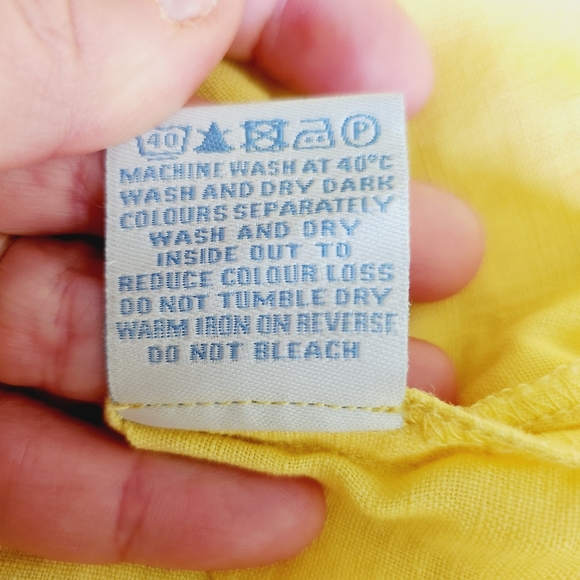 40 P
MACHINE WASH AT 40°C
WASH AND DRY DARK
COLOURS SEPARATELY
WASH AND DRY
INSIDE OUT TO
REDUCE COLOUR LOSS
DO NOT TUMBLE DRY
WARM IRON ON REVERSE
DO NOT BLEACH